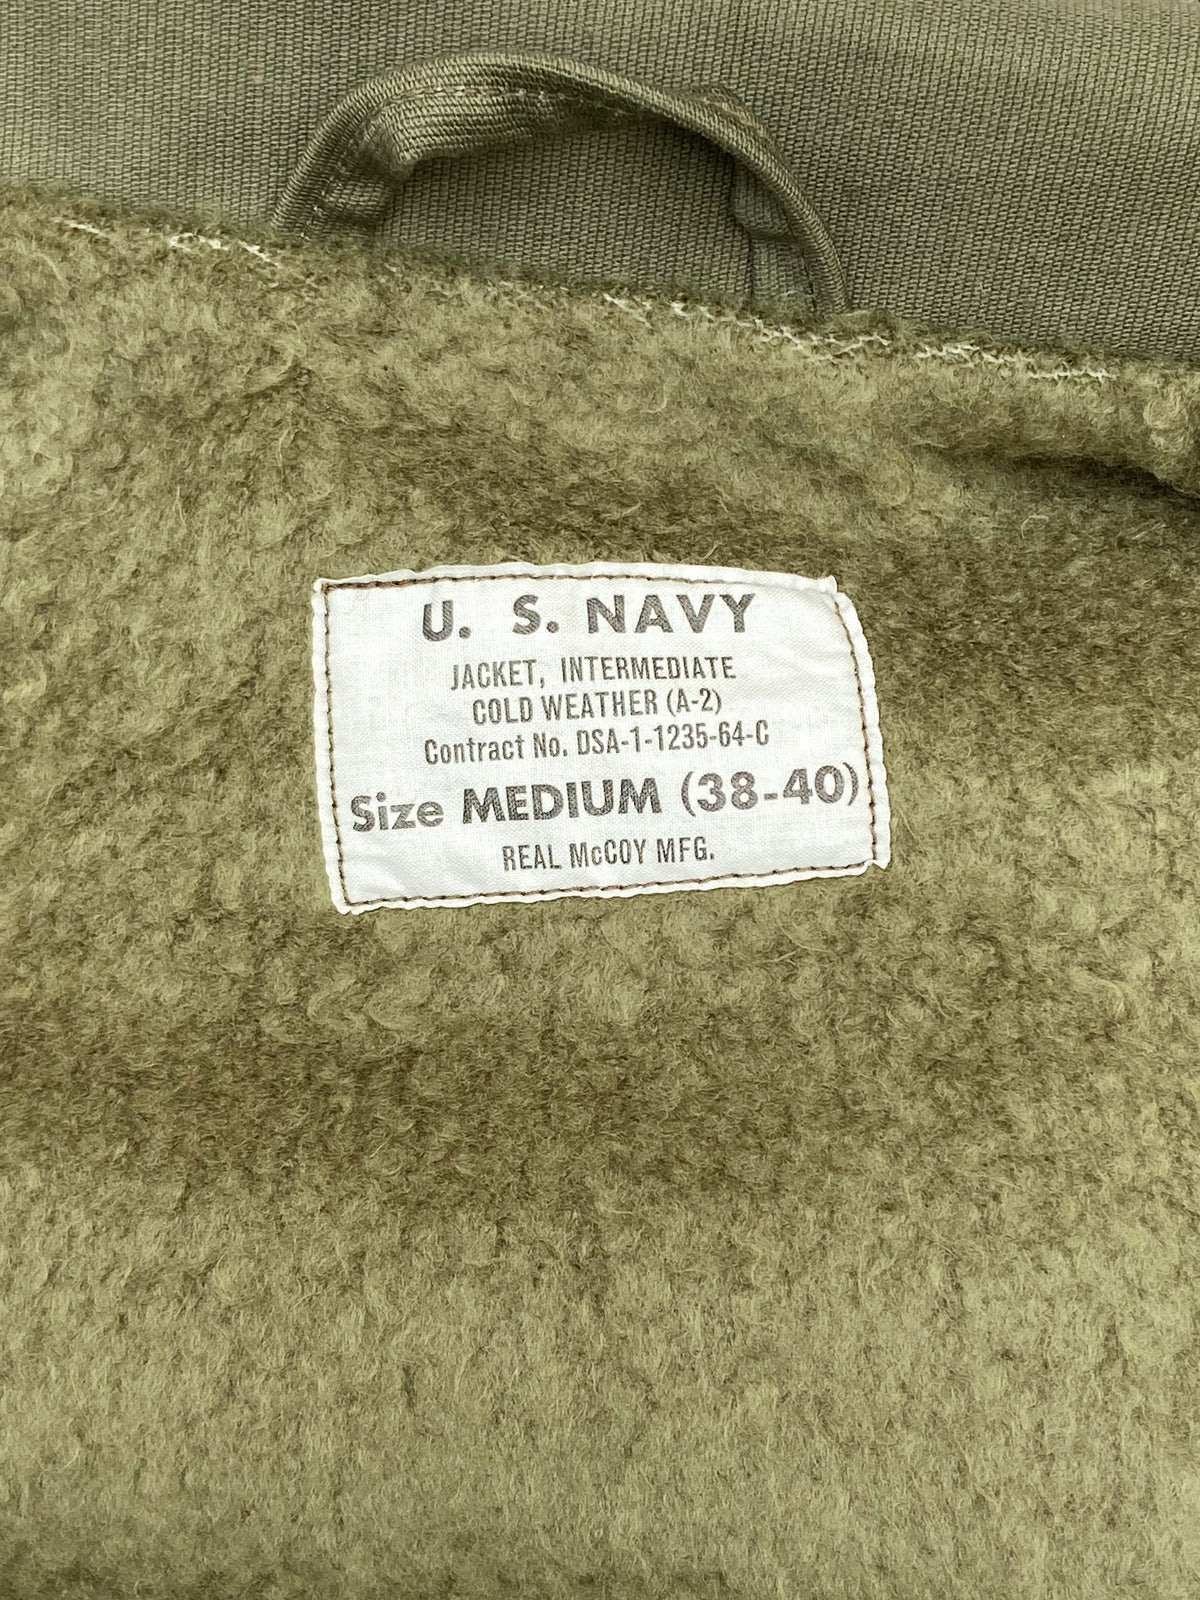 U. S. NAVY
JACKET, INTERMEDIATE
COLD WEATHER (A-2)
Contract No. DSA-1-1235-64-C
Size MEDIUM (38-40)
REAL McCOY MFG.